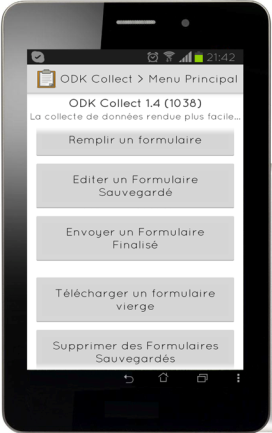 21:42
ODK Collect > Menu Principal
ODK Collect 1.4 (1038)
La collecte de données rendue plus facile...
Remplir un formulaire
Editer un Formulaire
Sauvegardé
Envoyer un Formulaire
Finalisé
Télécharger un formulaire
vierge
Supprimer des Formulaires
Sauvegardés